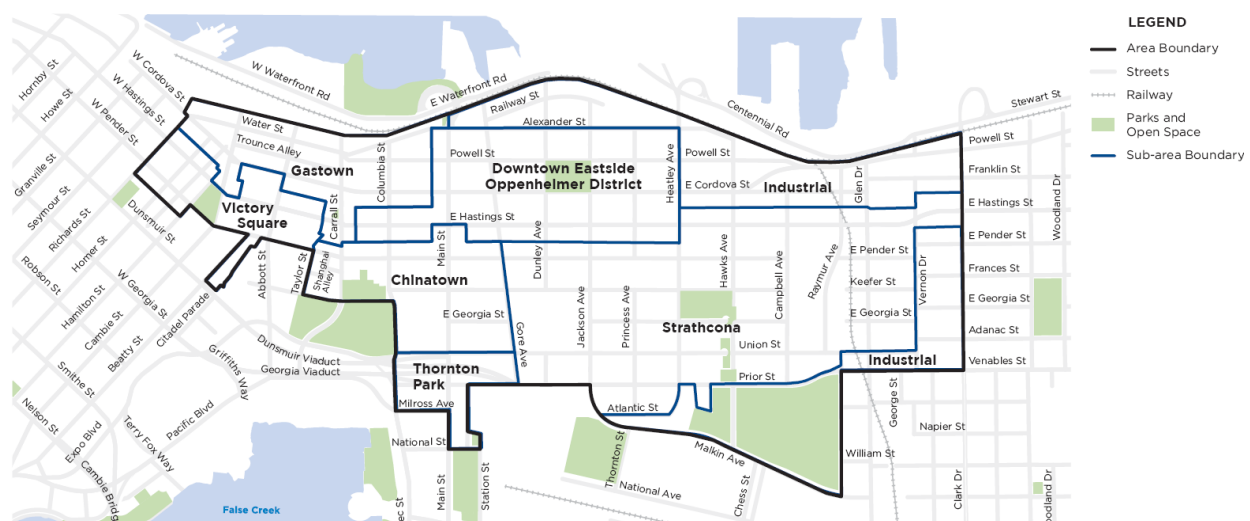 LEGEND
Area Boundary
Streets
Railway
Parks and
Open Space
Sub-area Boundary
Hornby St
Howe St
W Cordova St
W Hastings St
W Pender St
Granville St
Seymour St
Richards St
Homer St
Robson St
Hamilton St
Cambie St
Beatty St
Smithe St
Nelson St
Expo Blvd
Cambie Bridge
Terry Fox Way
Pacific Blvd
Griffiths Way
Citadel Parade
W Georgia St
Dunsmuir St
W Waterfront Rd
E Waterfront Rd
Railway St
Centennial Rd
Stewart St
Water St
Trounce Alley
Gastown
Alexander St
Powell St
Powell St
Powell St
Columbia St
Carrall St
Downtown Eastside
Oppenheimer District
Heatley Ave
E Cordova St
Industrial
Glen Dr
Franklin St
E Hastings St
E Hastings St
Woodland Dr
Victory
Square
Abbott St
Taylor St
Shanghai
Alley
Main St
Chinatown
Dunley Ave
Hawks Ave
Campbell Ave
Raymur Ave
E Pender St
E Pender St
Keefer St
Vernon Dr
Frances St
E Georgia St
E Georgia St
E Georgia St
Adanac St
Jackson Ave
Princess Ave
Strathcona
Union St
Gore Ave
Dunsmuir Viaduct
Georgia Viaduct
Thornton
Park
Milross Ave
Prior St
Industrial
Venables St
George St
Atlantic St
National St
Main St
Station St
Thornton St
Malkin Ave
National Ave
Chess St
William St
Napier St
Clark Dr
oodland Dr
ec St
False Creek